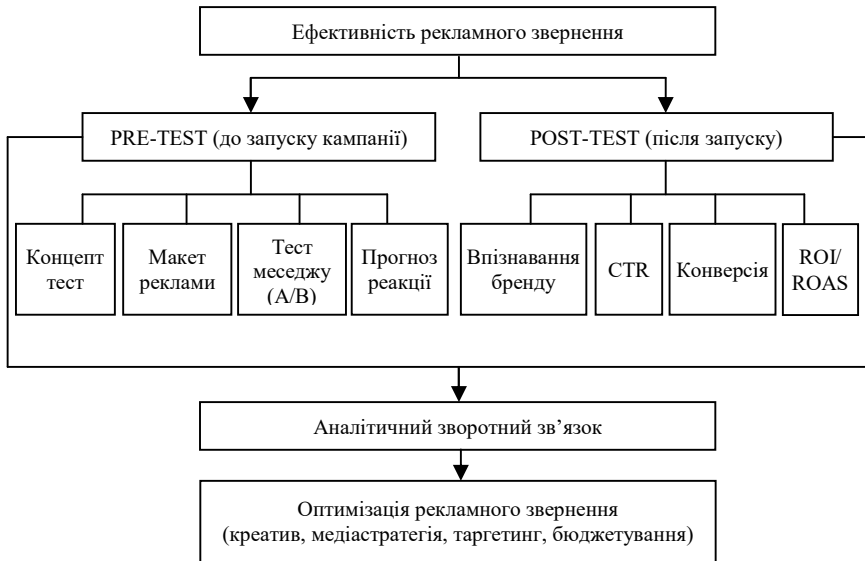 Ефективність рекламного звернення
PRE-TEST (до запуску кампанії)
POST-TEST (після запуску)
Концепт
тест
Макет
реклами
Тест
меседжу
(А/В)
Прогноз
реакції
Впізнавання
бренду
CTR
Конверсія
ROI/
ROAS
Аналітичний зворотний зв’язок
Оптимізація рекламного звернення
(креатив, медіастратегія, таргетинг, бюджетування)